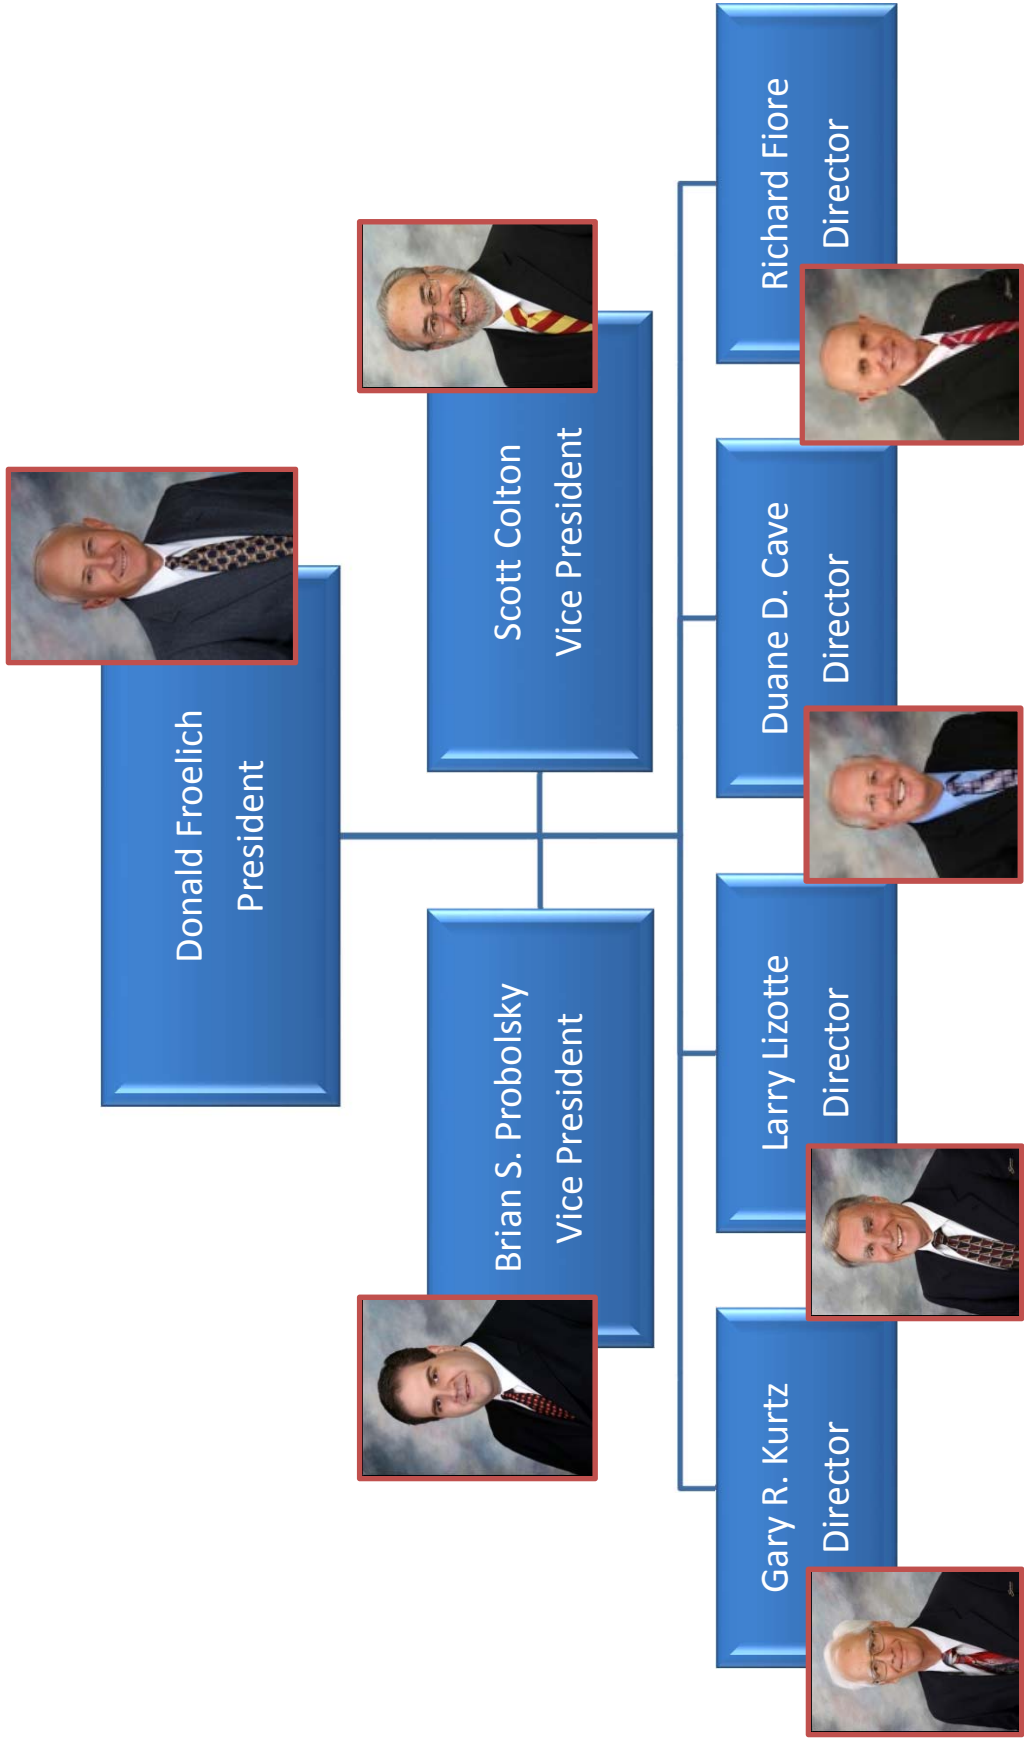 Donald Froelich
President
Brian S. Probolsky
Vice President
Scott Colton
Vice President
Gary R. Kurtz
Director
Larry Lizotte
Director
Duane D. Cave
Director
Richard Fiore
Director